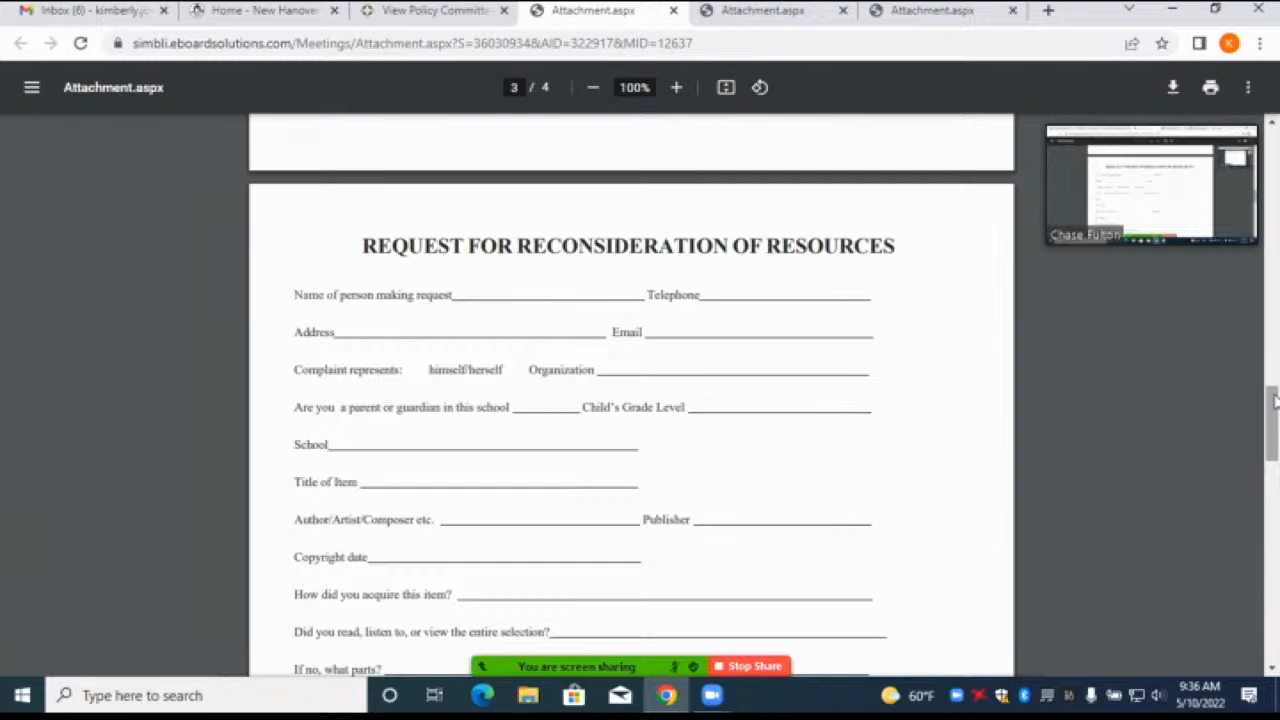 Inbox (6) - kimberly.jo
Home - New Hanover
View Policy Committe
Attachment.aspx
Attachment.aspx
Attachment.aspx
simbli.eboardsolutions.com/Meetings/Attachment.aspx?S=36030934&AID=322917&MID=12637
K
Attachment.aspx
3 / 4
100%
Chase Fulton
REQUEST FOR RECONSIDERATION OF RESOURCES
Name of person making request Telephone
Address Email
Complaint represents: himself/herself Organization
Are you a parent or guardian in this school Child's Grade Level
School
Title of Item
Author/Artist/Composer etc. Publisher
Copyright date
How did you acquire this item?
Did you read, listen to, or view the entire selection?
If no, what parts?
You are screen sharing
Stop Share
Type here to search
60°F
9:36 AM
5/10/2022